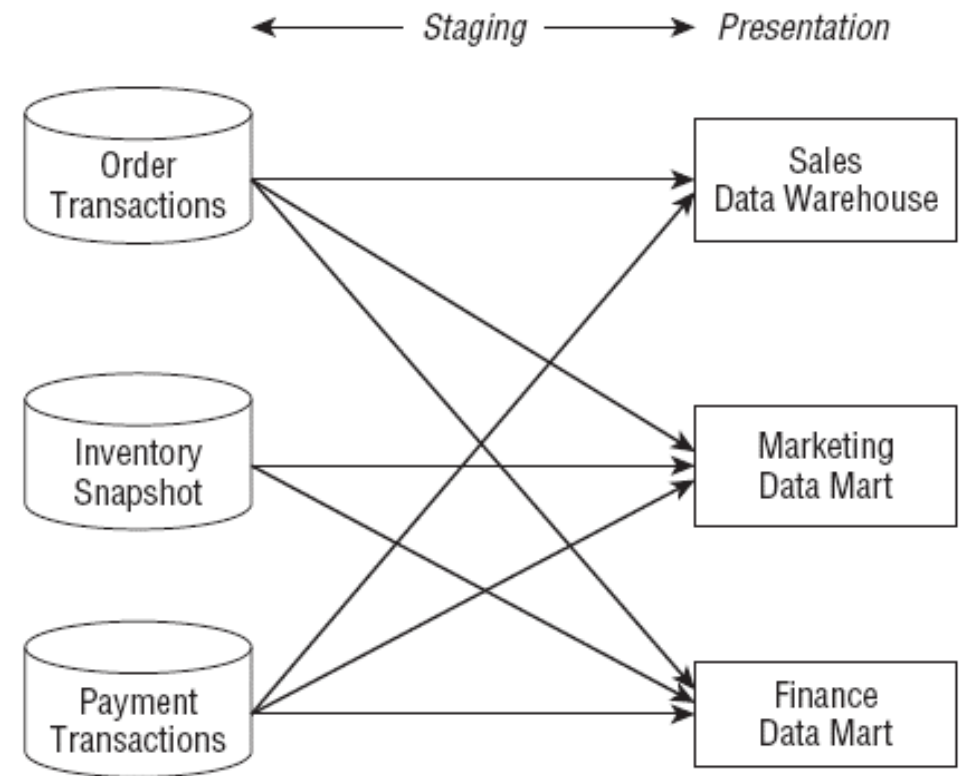 Staging Presentation
Order
Transactions
Sales
Data Warehouse
Inventory
Snapshot
Marketing
Data Mart
Payment
Transactions
Finance
Data Mart